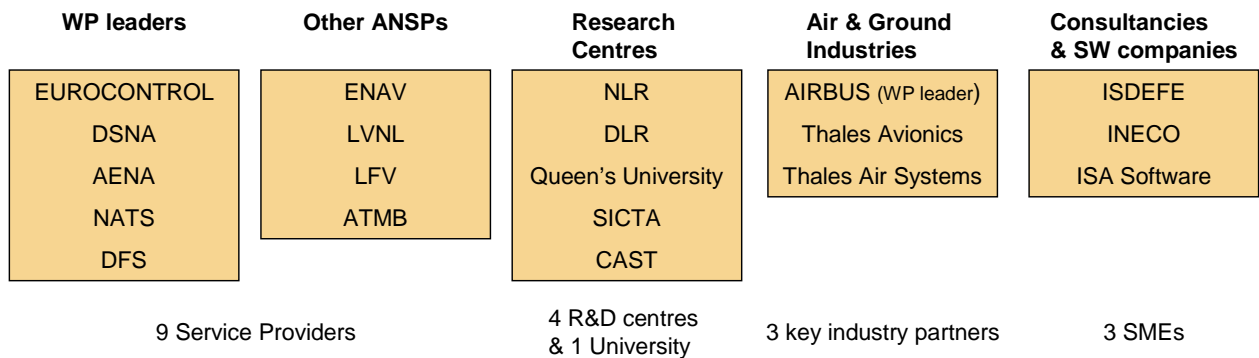 WP leaders
EUROCONTROL
DSNA
AENA
NATS
DFS
Other ANSPs
ENAV
LVNL
LFV
ATMB
9 Service Providers
Research
Centres
NLR
DLR
Queen's University
SICTA
CAST
4 R&D centres
& 1 University
Air & Ground
Industries
AIRBUS (WP leader)
Thales Avionics
Thales Air Systems
3 key industry partners
Consultancies
& SW companies
ISDEFE
INECO
ISA Software
3 SMEs